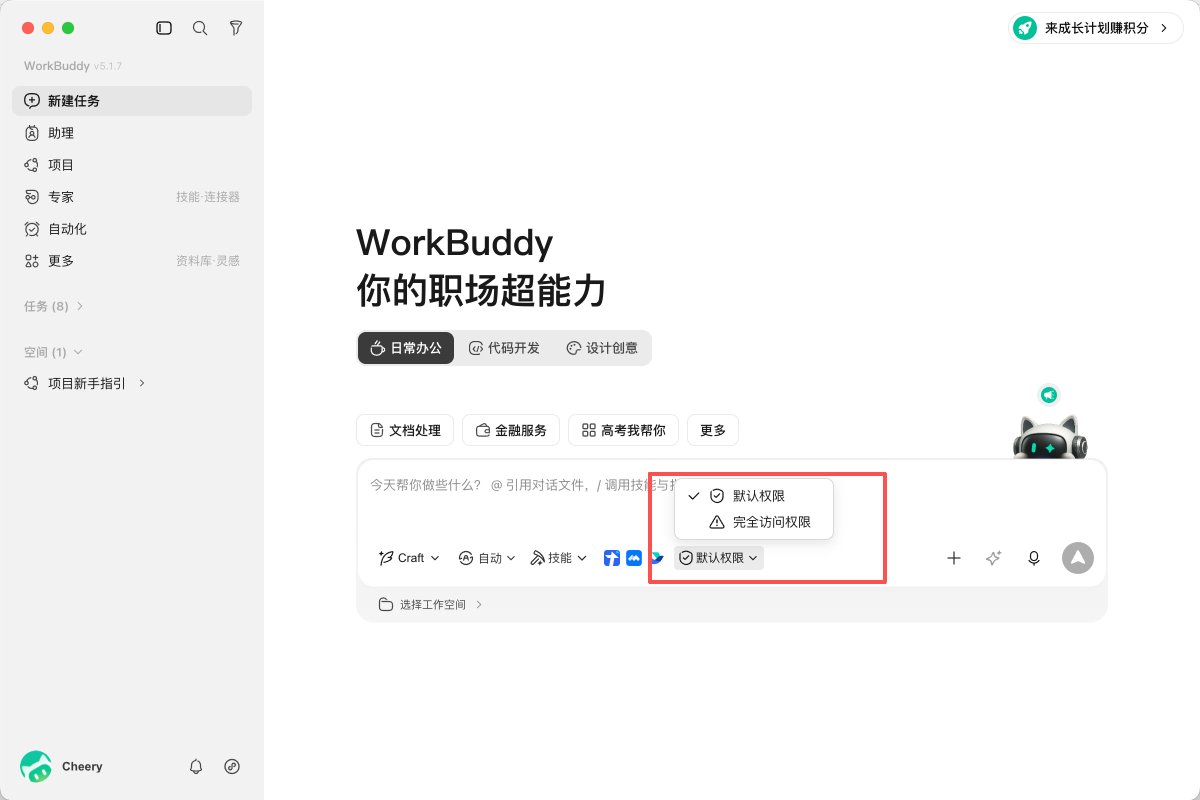 来成长计划赚积分
WorkBuddy v5.1.7
新建任务
助理
项目
专家 技能·连接器
自动化
更多 资料库·灵感
任务 (8)
空间 (1)
项目新手指引
WorkBuddy
你的职场超能力
日常办公 代码开发 设计创意
文档处理 金融服务 高考我帮你 更多
今天帮你做些什么? @ 引用对话文件, / 调用技能与
默认权限
完全访问权限
Craft 自动 技能 默认权限
选择工作空间
Cheery